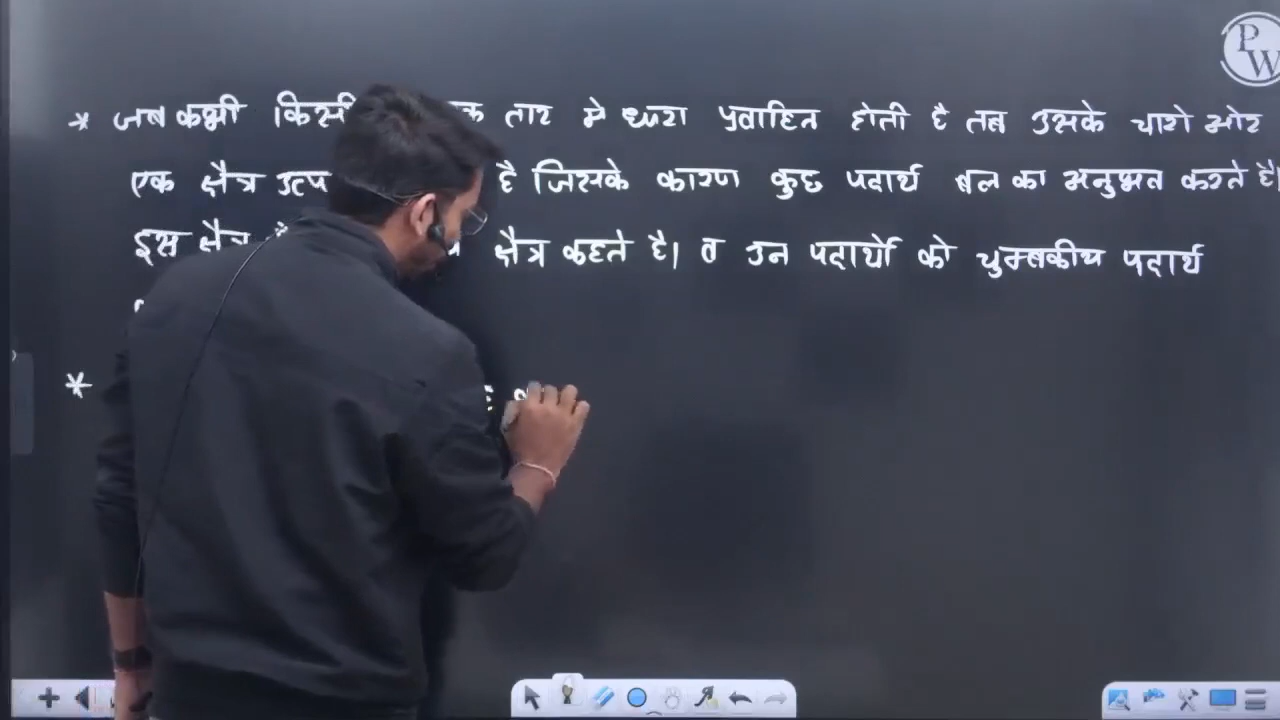 PW
* जब कभी किसी तार मे धारा प्रवाहित होती है तब उसके चारो ओर
एक क्षैत्र है जिसके कारण कुछ पदार्थ बल का अनुभव करते है।
इस क्षैत्र क्षैत्र कहते है। व उन पदार्थो को चुम्बकीय पदार्थ
*